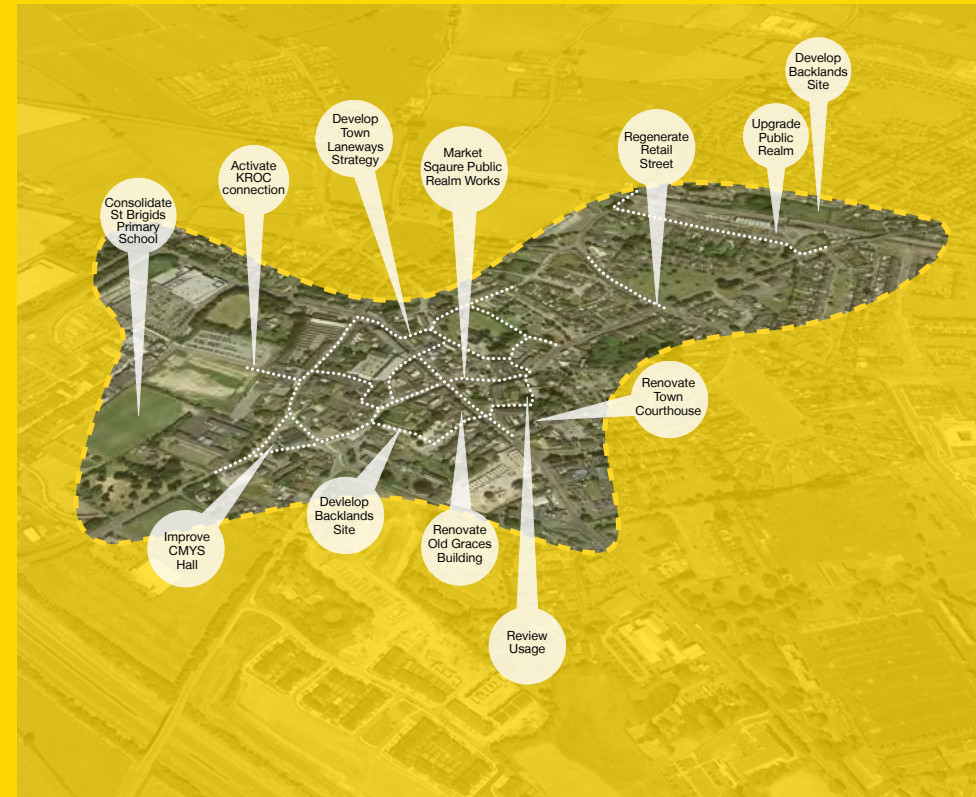 Develop
Backlands
Site
Develop
Town
Laneways
Strategy
Upgrade
Public
Realm
Regenerate
Retail
Street
Market
Sqaure Public
Realm Works
Activate
KROC
connection
Consolidate
St Brigids
Primary
School
Renovate
Town
Courthouse
Devlelop
Backlands
Site
Renovate
Old Graces
Building
Improve
CMYS
Hall
Review
Usage